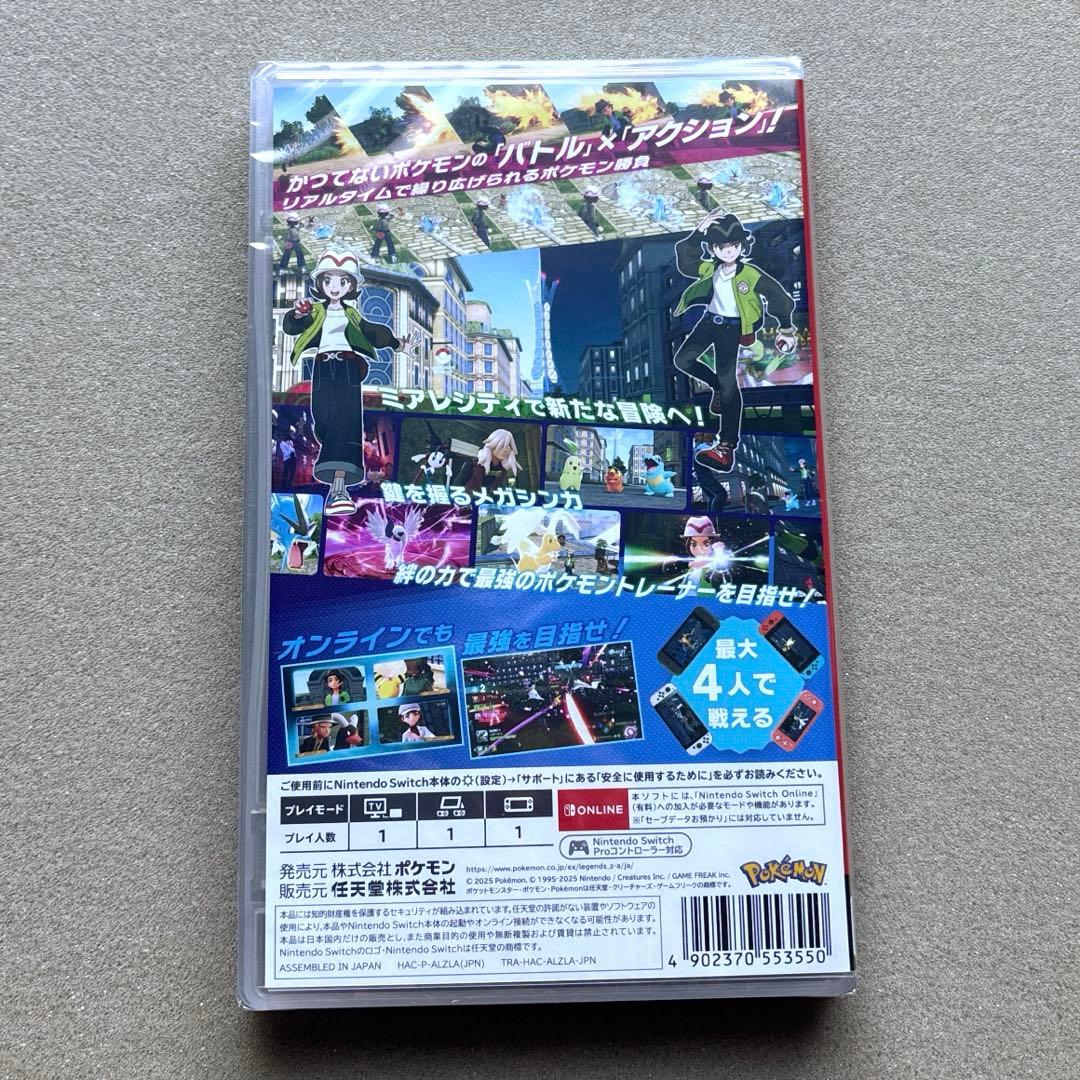 かつてないポケモンの「バトル」×「アクション」!
リアルタイムで繰り広げられるポケモン勝負
ミアレシティで新たな冒険へ!
鍵を握るメガシンカ
絆の力で最強のポケモントレーナーを目指せ!
オンラインでも 最強を目指せ!
最大
4人で
戦える
ご使用前にNintendo Switch本体の(設定)→「サポート」にある「安全に使用するために」を必ずお読みください。
プレイモード TV
プレイ人数 1 1 1
ONLINE
本ソフトには、「Nintendo Switch Online」
(有料)への加入が必要なモードや機能があります。
※「セーブデータお預かり」には対応していません。
Nintendo Switch
Proコントローラー対応
発売元 株式会社 ポケモン
販売元 任天堂株式会社
https://www.pokemon.co.jp/ex/legends_z-a/ja/
© 2025 Pokémon. © 1995-2025 Nintendo / Creatures Inc. / GAME FREAK inc.
ポケットモンスター・ポケモン・Pokémonは任天堂・クリーチャーズ・ゲームフリークの商標です。
POKéMON
本品には知的財産権を保護するセキュリティが組み込まれています。任天堂の許諾がない装置やソフトウェアの
使用により、本品やNintendo Switch本体の起動やオンライン接続ができなくなる可能性があります。
本品は日本国内だけの販売とし、また商業目的の使用や無断複製および賃貸は禁止されています。
Nintendo Switchのロゴ・Nintendo Switchは任天堂の商標です。
ASSEMBLED IN JAPAN HAC-P-ALZLA(JPN) TRA-HAC-ALZLA-JPN
4 902370 553550